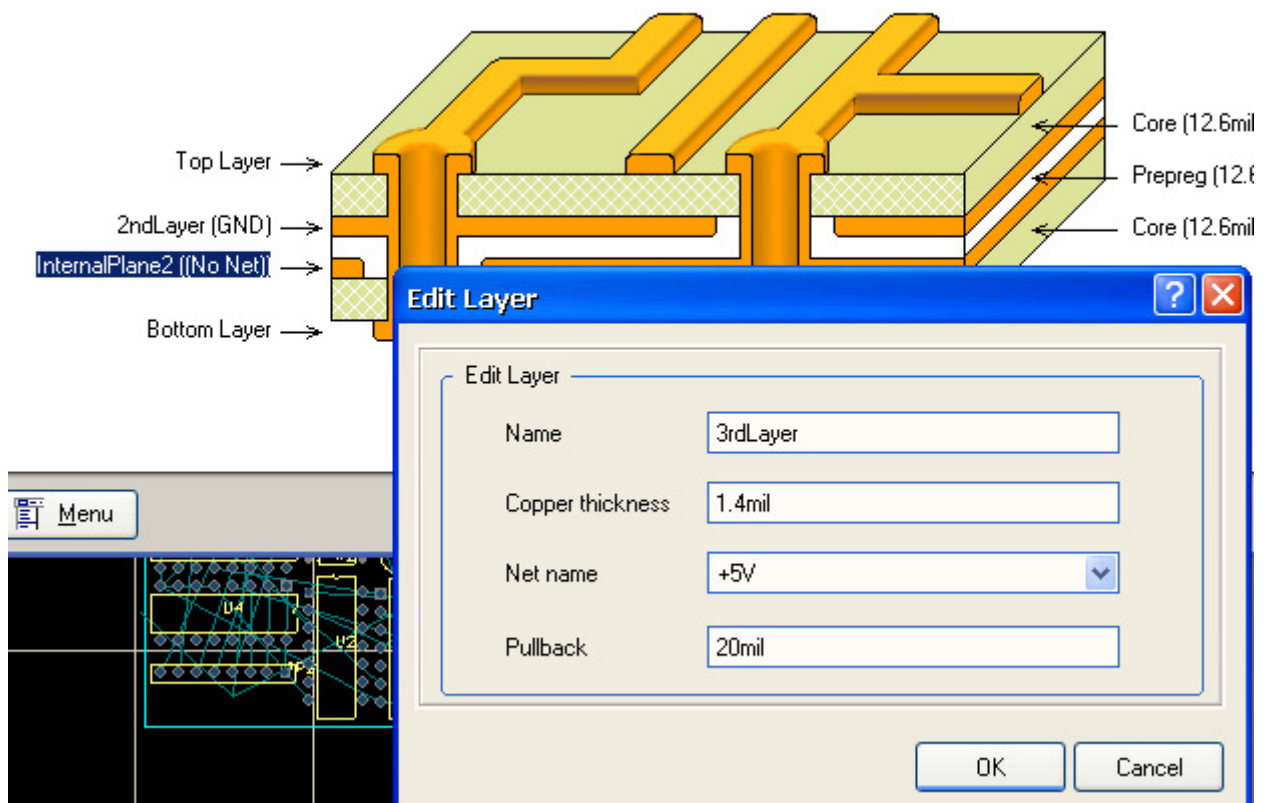 Core (12.6mil
Top Layer
Prepreg (12.6
2ndLayer (GND)
Core (12.6mil
InternalPlane2 ((No Net))
Bottom Layer
Edit Layer
Edit Layer
Name
3rdLayer
Copper thickness
1.4mil
Net name
+5V
Pullback
20mil
OK
Cancel
Menu
U4
U2